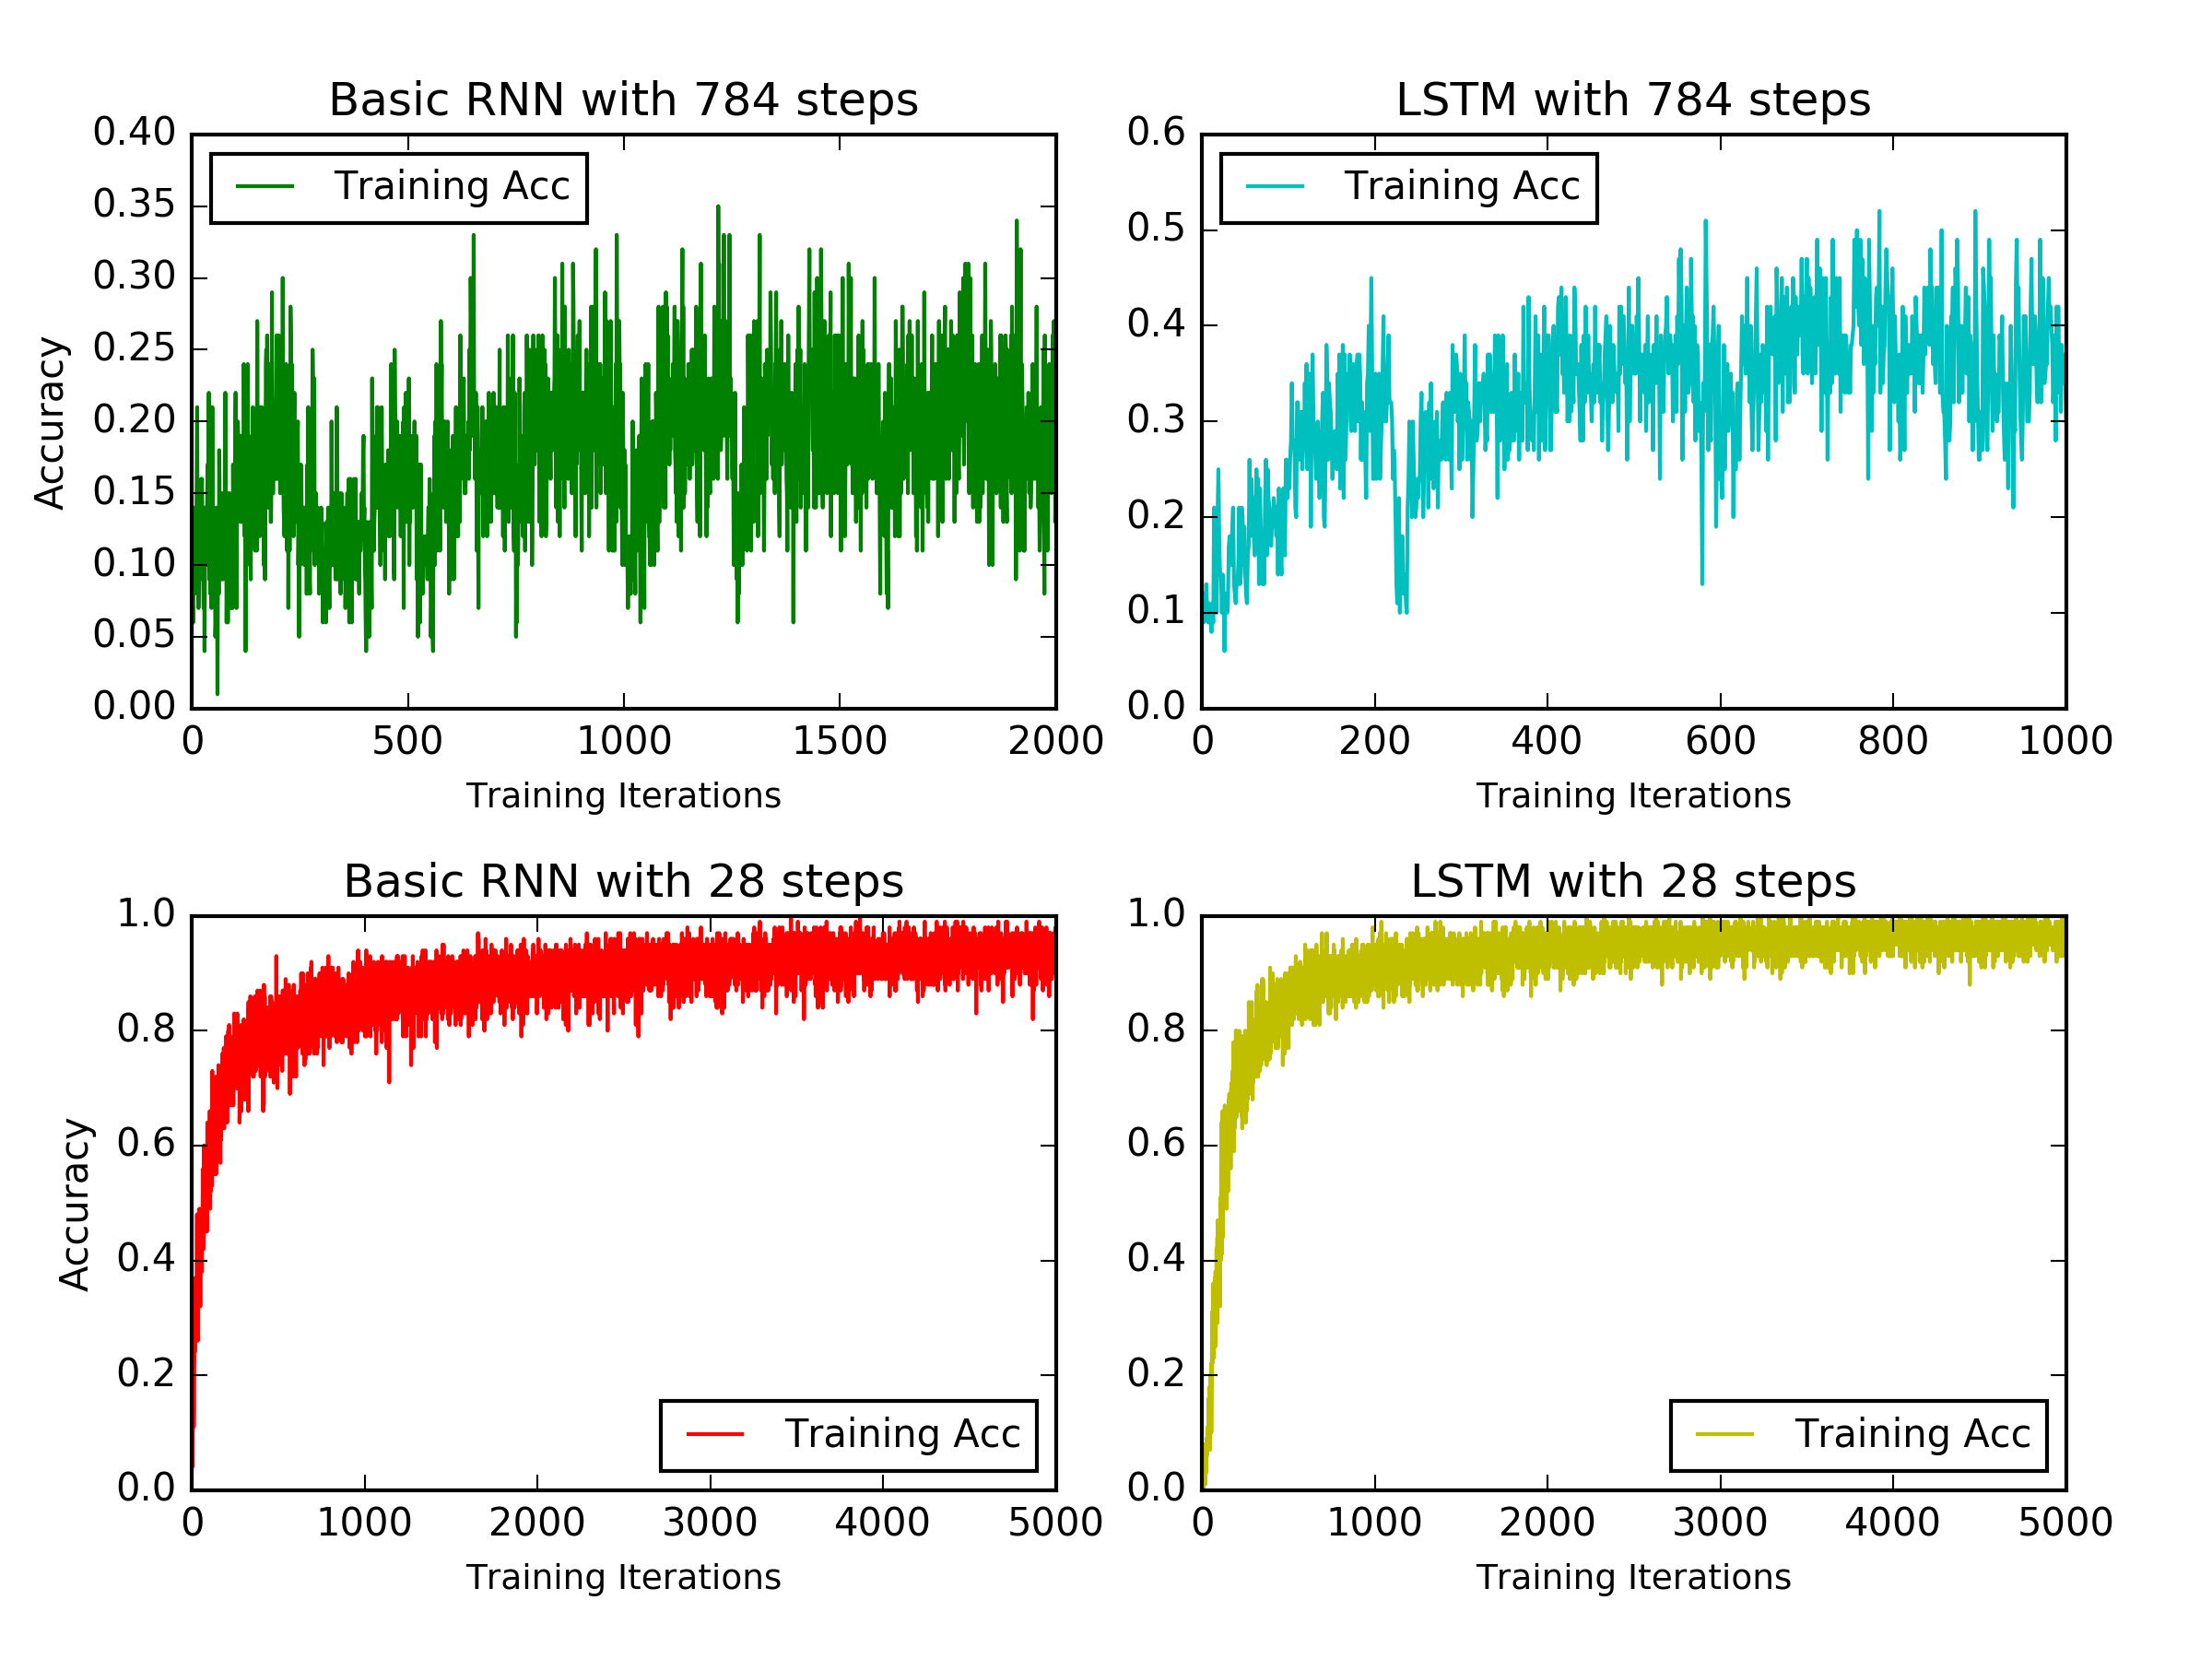 Basic RNN with 784 steps
0.40
0.35
0.30
0.25
0.20
0.15
0.10
0.05
0.00
Accuracy
Training Acc
0 500 1000 1500 2000
Training Iterations
LSTM with 784 steps
0.6
0.5
0.4
0.3
0.2
0.1
0.0
Training Acc
0 200 400 600 800 1000
Training Iterations
Basic RNN with 28 steps
1.0
0.8
0.6
0.4
0.2
0.0
Accuracy
Training Acc
0 1000 2000 3000 4000 5000
Training Iterations
LSTM with 28 steps
1.0
0.8
0.6
0.4
0.2
0.0
Training Acc
0 1000 2000 3000 4000 5000
Training Iterations